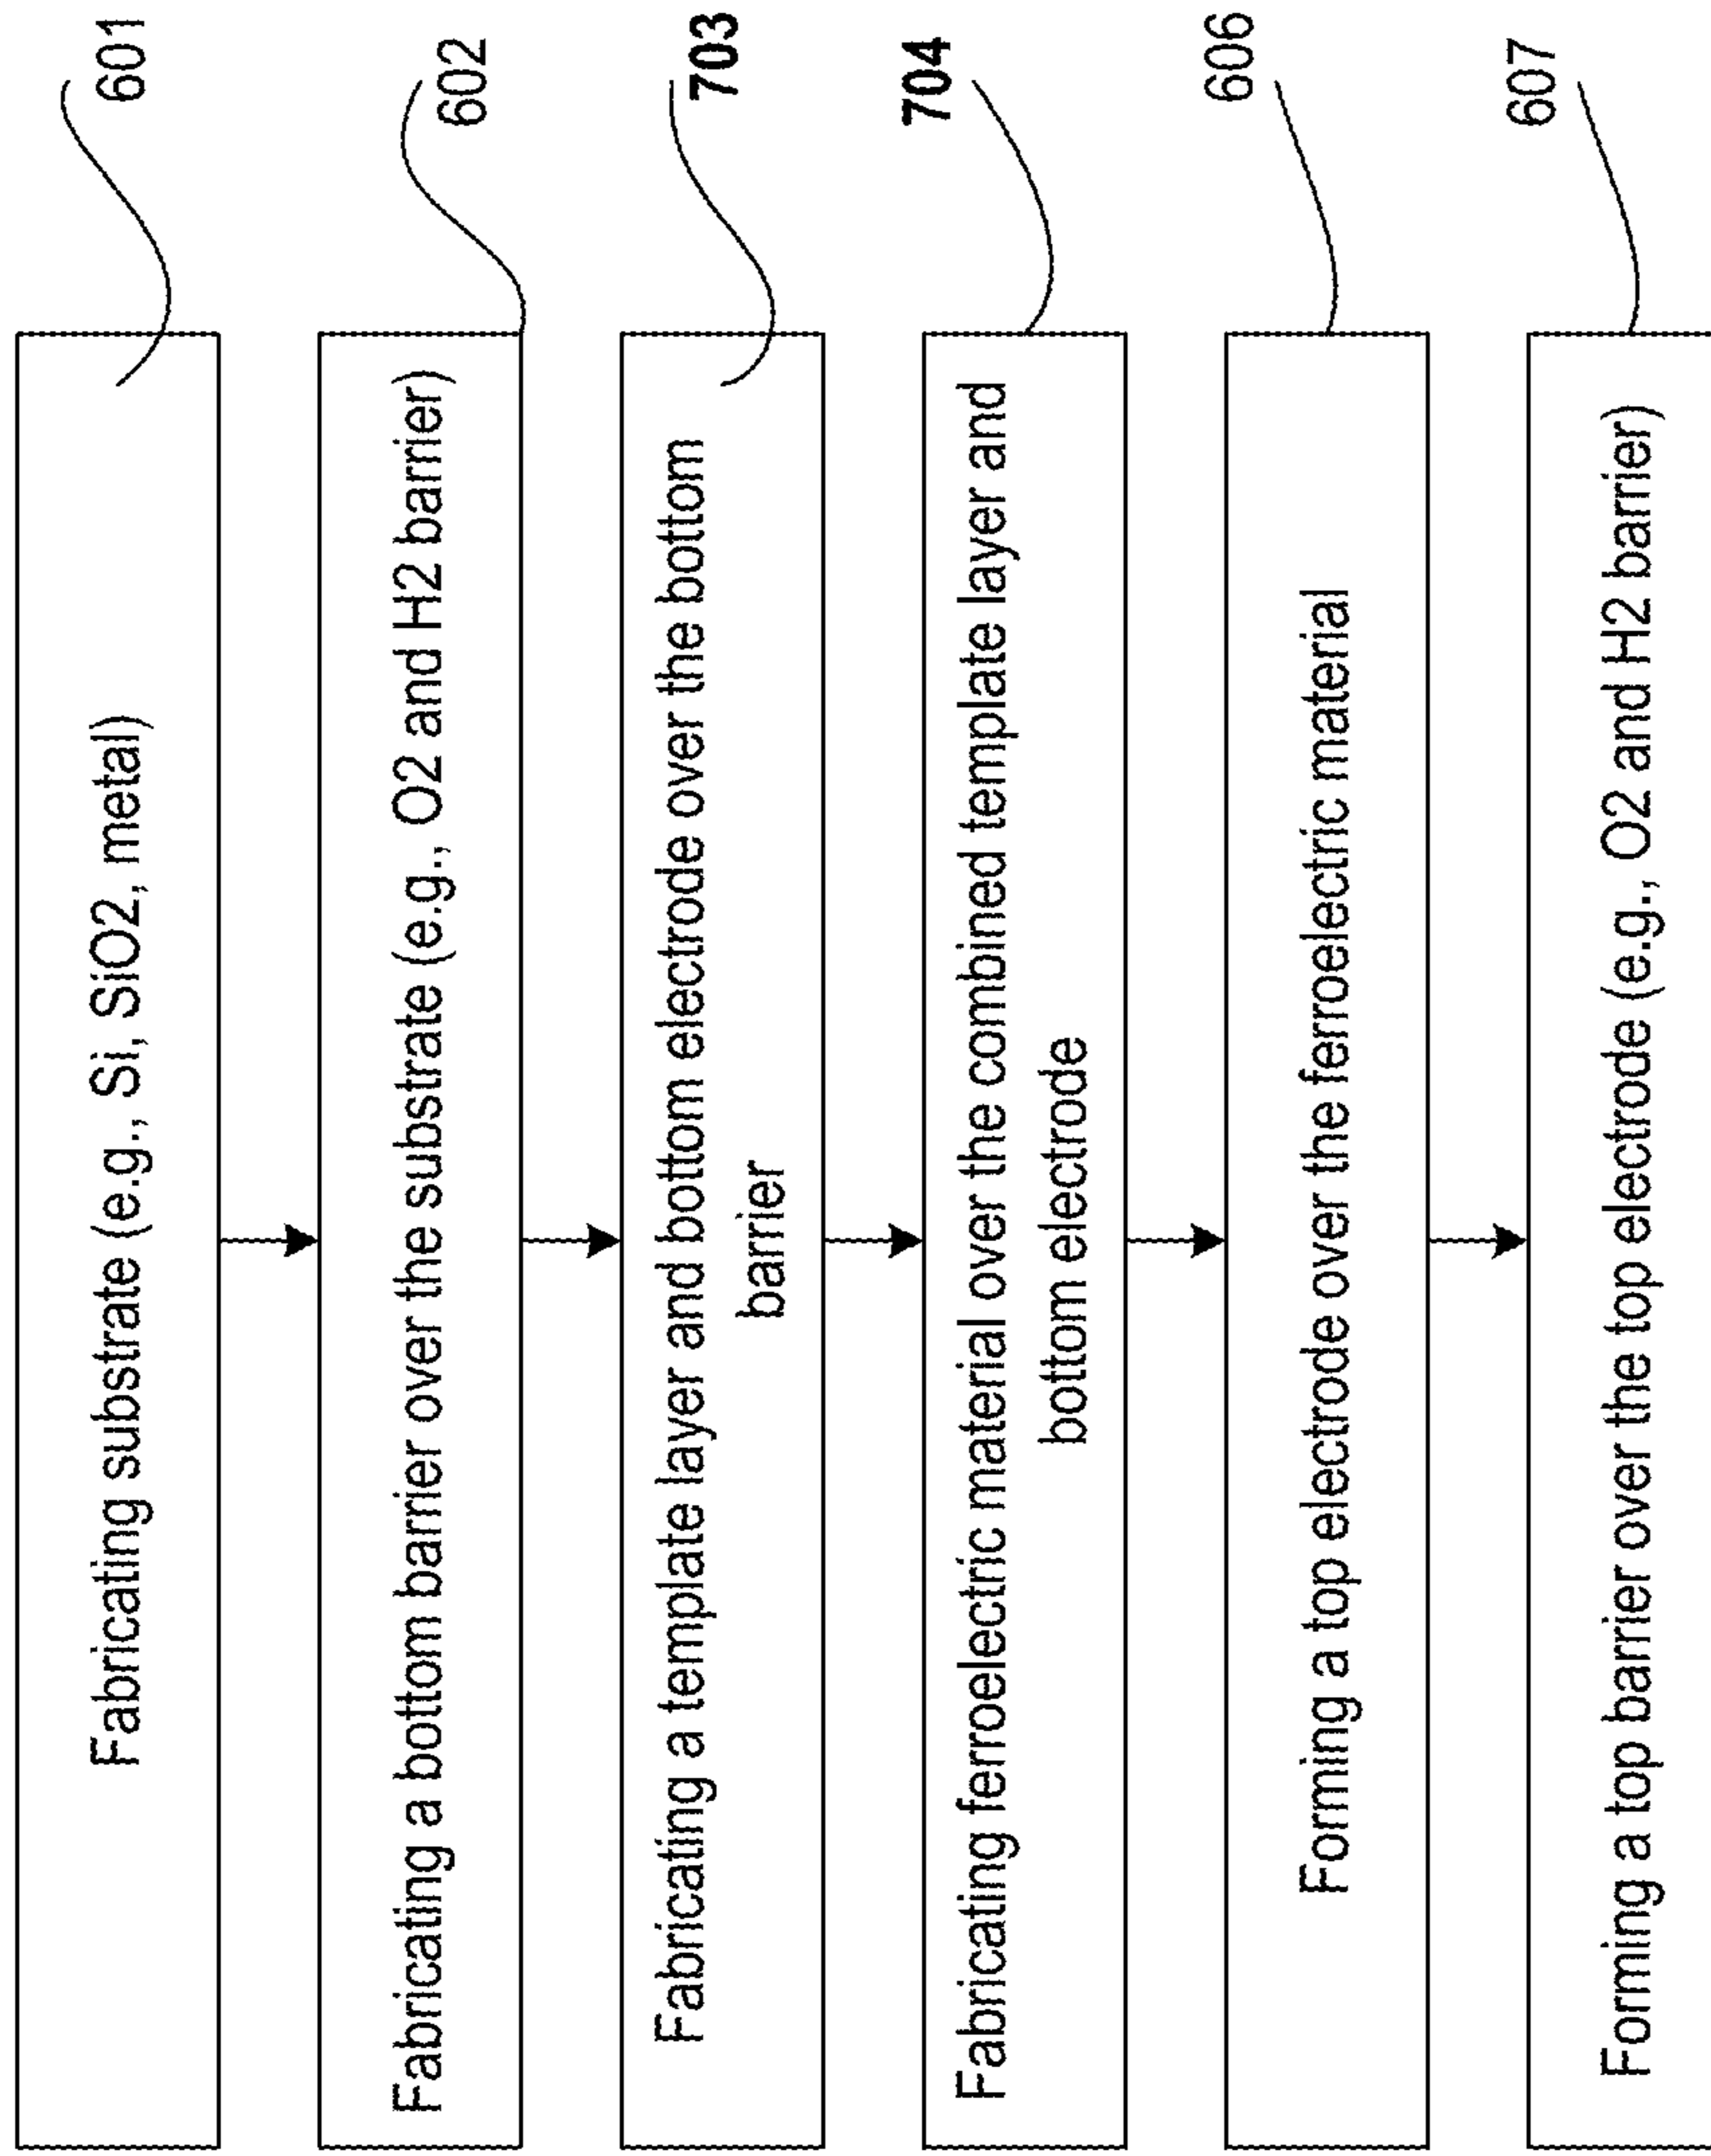 Fabricating substrate (e.g., Si, SiO2, metal)
601
Fabricating a bottom barrier over the substrate (e.g., O2 and H2 barrier)
602
Fabricating a template layer and bottom electrode over the bottom
barrier
703
Fabricating ferroelectric material over the combined template layer and
bottom electrode
704
Forming a top electrode over the ferroelectric material
606
Forming a top barrier over the top electrode (e.g., O2 and H2 barrier)
607